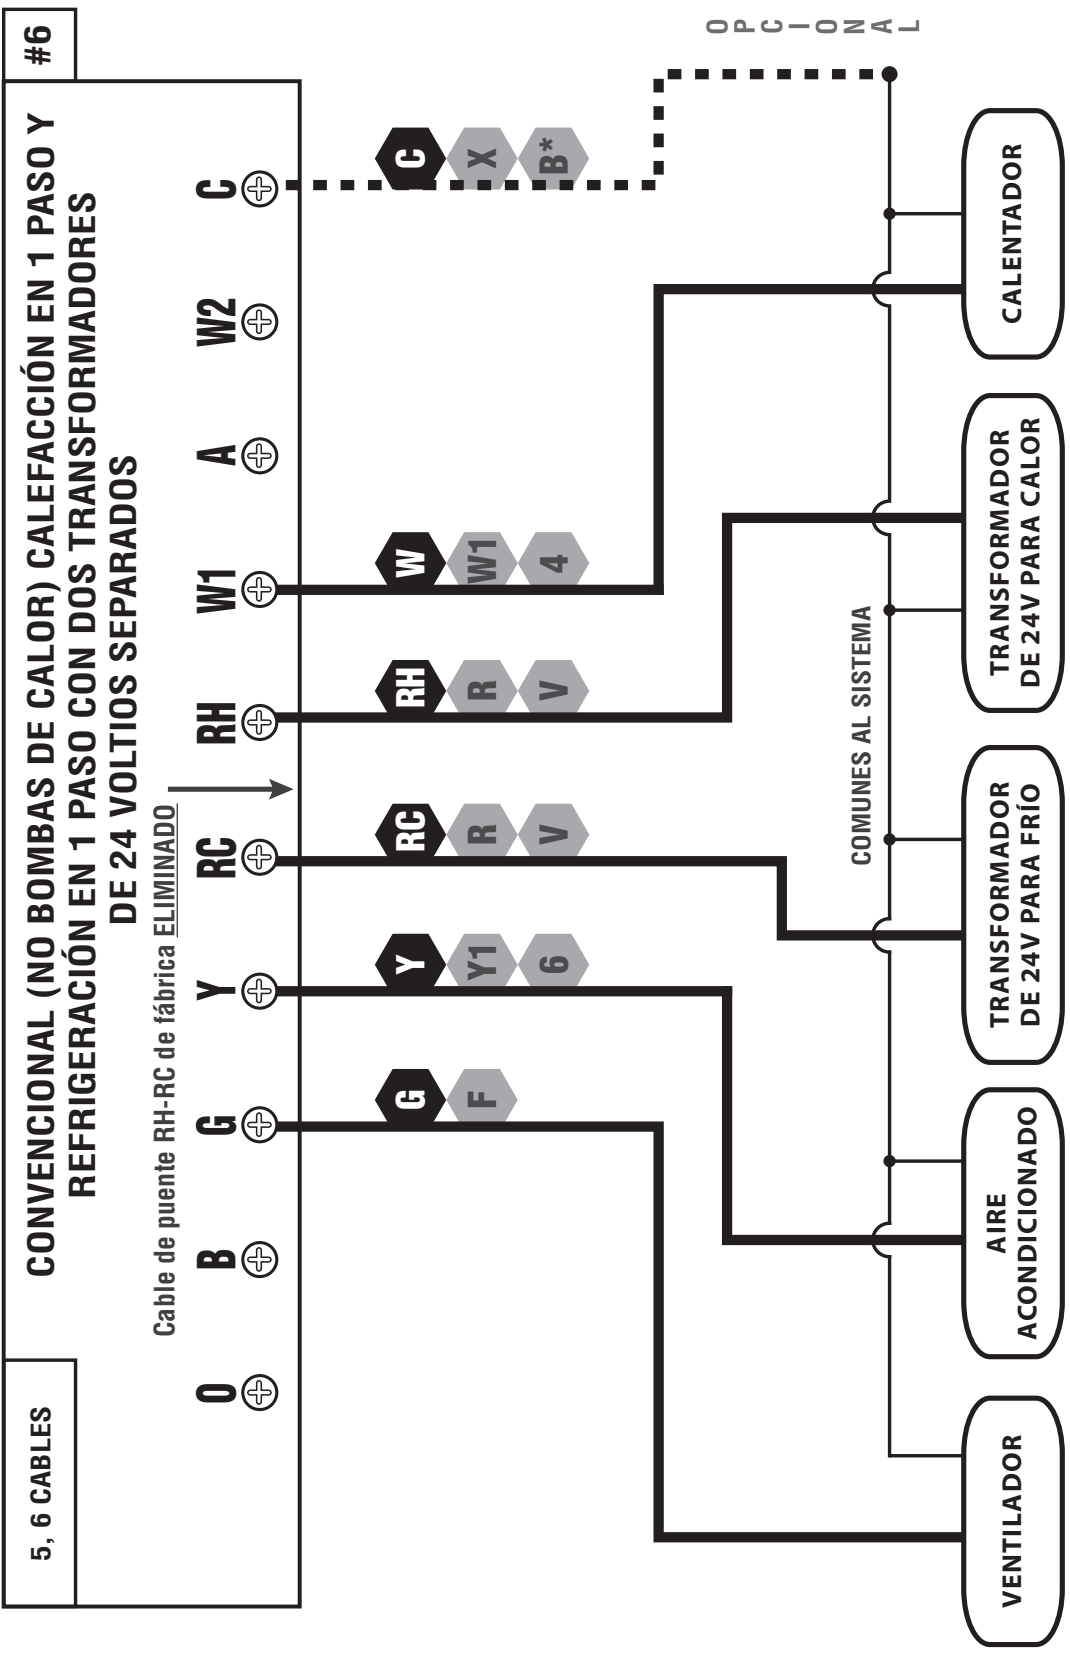 5, 6 CABLES
#6
CONVENCIONAL (NO BOMBAS DE CALOR) CALEFACCIÓN EN 1 PASO Y
REFRIGERACIÓN EN 1 PASO CON DOS TRANSFORMADORES
DE 24 VOLTIOS SEPARADOS
Cable de puente RH-RC de fábrica ELIMINADO
O B G Y RC RH W1 A W2 C
G Y RC RH W C
F Y1 R R W1 X
6 V V 4 B*
OPCIONAL
COMUNES AL SISTEMA
VENTILADOR
AIRE
ACONDICIONADO
TRANSFORMADOR
DE 24V PARA FRÍO
TRANSFORMADOR
DE 24V PARA CALOR
CALENTADOR